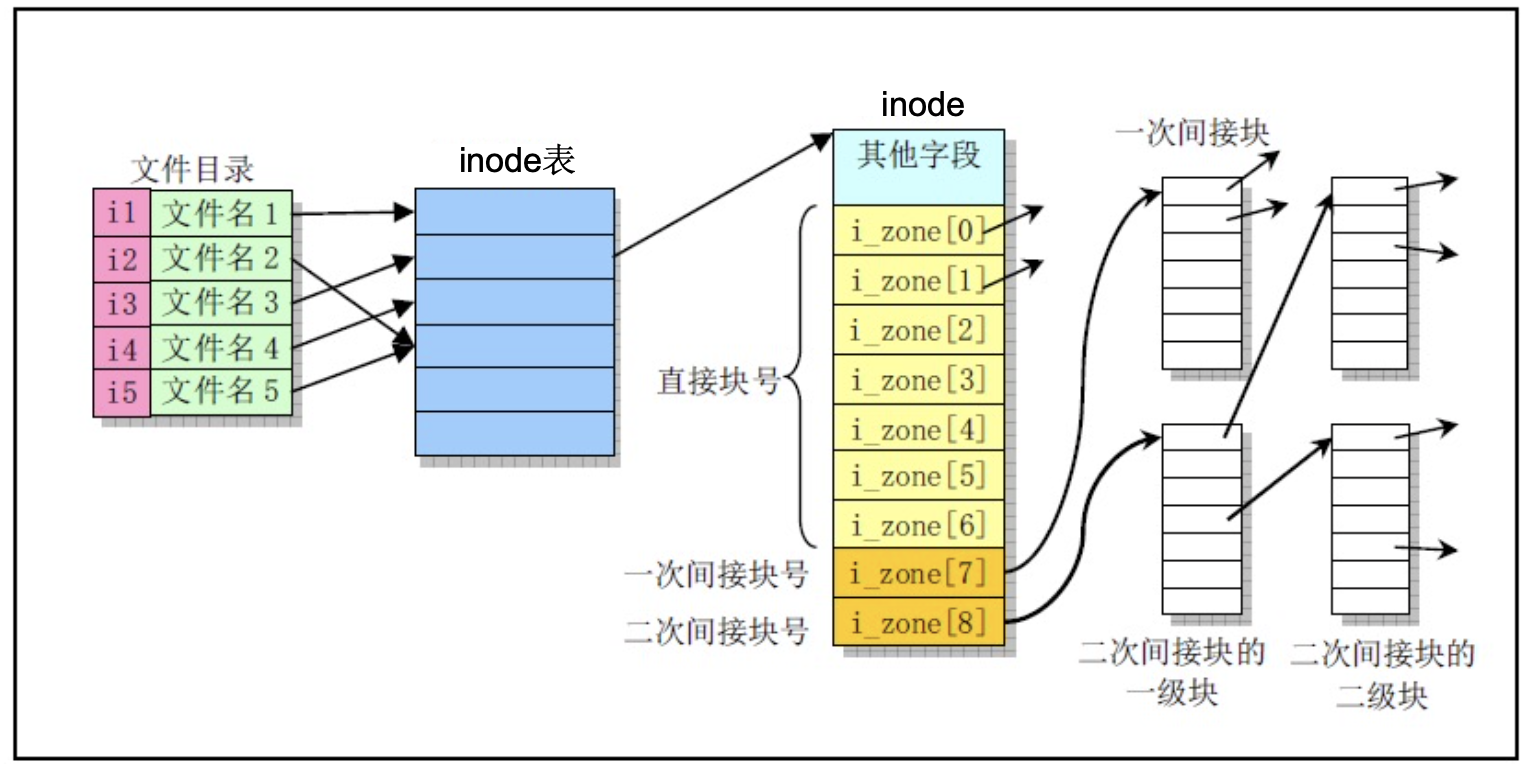 文件目录
i1 文件名1
i2 文件名2
i3 文件名3
i4 文件名4
i5 文件名5
inode表
inode
其他字段
i_zone[0]
i_zone[1]
i_zone[2]
i_zone[3]
i_zone[4]
i_zone[5]
i_zone[6]
i_zone[7]
i_zone[8]
直接块号
一次间接块号
二次间接块号
一次间接块
二次间接块的
一级块
二次间接块的
二级块